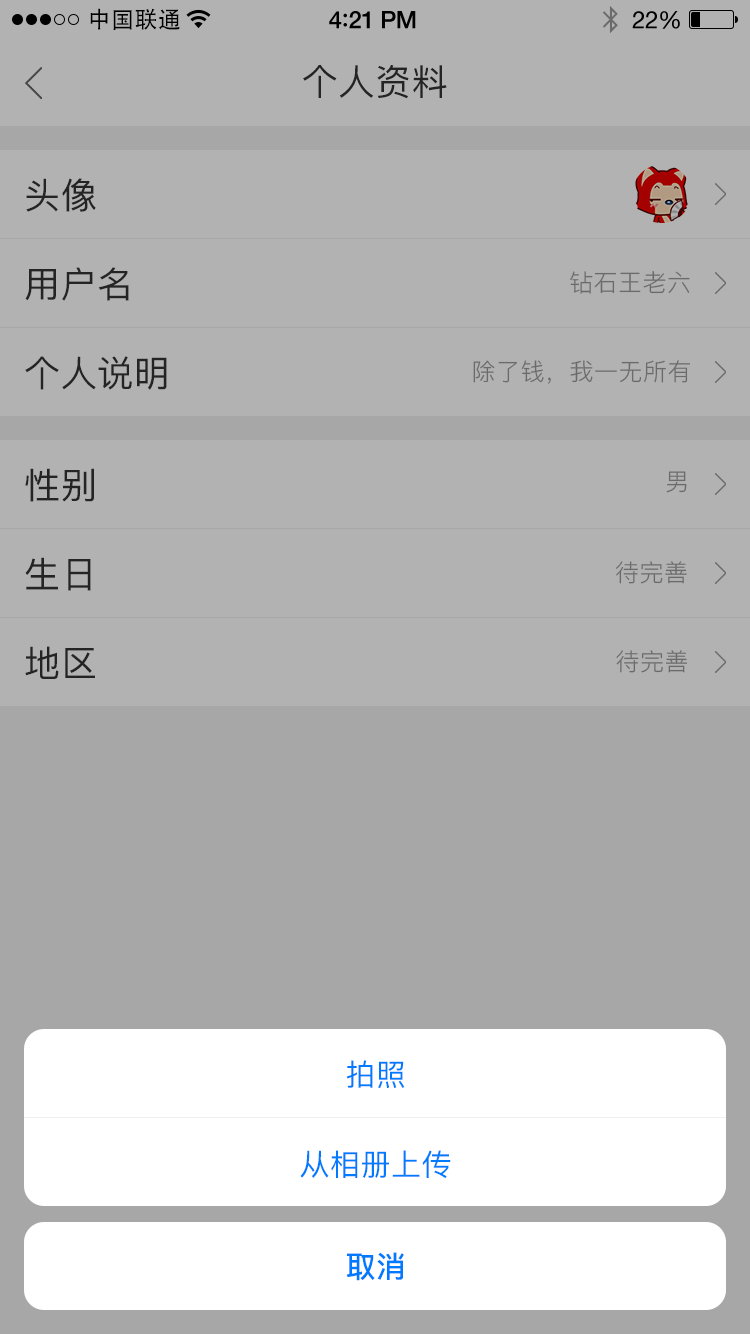 中国联通 4:21 PM 22%
个人资料
头像
用户名 钻石王老六
个人说明 除了钱，我一无所有
性别 男
生日 待完善
地区 待完善
拍照
从相册上传
取消